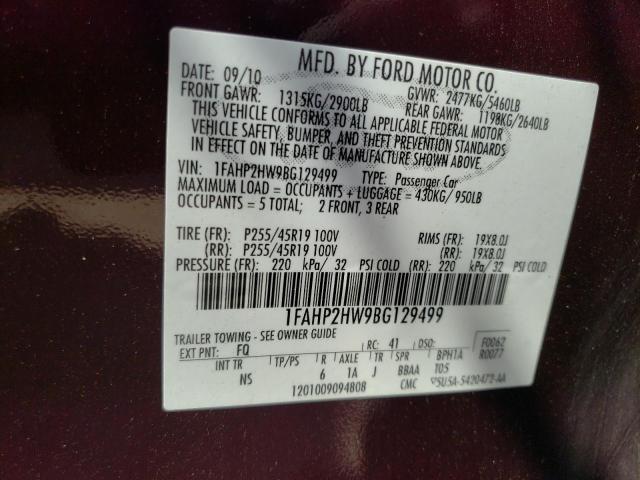 MFD. BY FORD MOTOR CO.
DATE: 09/10 GVWR: 2477KG/5460LB
FRONT GAWR: 1315KG/2900LB REAR GAWR: 1198KG/2640LB
THIS VEHICLE CONFORMS TO ALL APPLICABLE FEDERAL MOTOR
VEHICLE SAFETY, BUMPER, AND THEFT PREVENTION STANDARDS
IN EFFECT ON THE DATE OF MANUFACTURE SHOWN ABOVE.
VIN: 1FAHP2HW9BG129499 TYPE: Passenger Car
MAXIMUM LOAD = OCCUPANTS + LUGGAGE = 430KG/ 950LB
OCCUPANTS = 5 TOTAL; 2 FRONT, 3 REAR
TIRE (FR): P255/45R19 100V RIMS (FR): 19X8.0J
(RR): P255/45R19 100V (RR): 19X8.0J
PRESSURE (FR): 220 kPa/ 32 PSI COLD (RR): 220 kPa/ 32 PSI COLD
1FAHP2HW9BG129499
TRAILER TOWING - SEE OWNER GUIDE
EXT PNT: FQ RC: 41 DSO: F0062
R0077
INT TR TP/PS R AXLE TR SPR BPH1A
NS 6 1A J BBAA T05
1201009094808 CMC 5U5A-5420472-AA